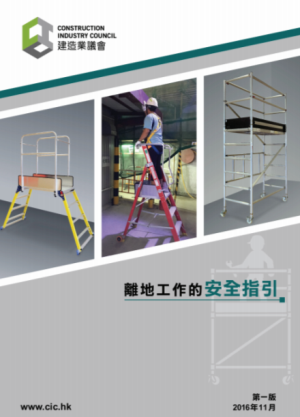 CONSTRUCTION
INDUSTRY COUNCIL
建造業議會
離地工作的安全指引
第一版
www.cic.hk
2016年11月